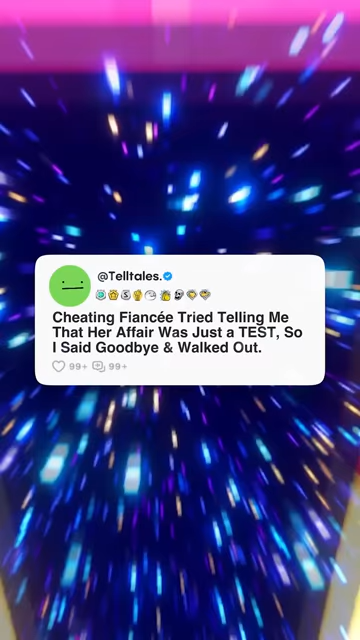 @Telltales.
Cheating Fiancée Tried Telling Me
That Her Affair Was Just a TEST, So
I Said Goodbye & Walked Out.
99+ 99+